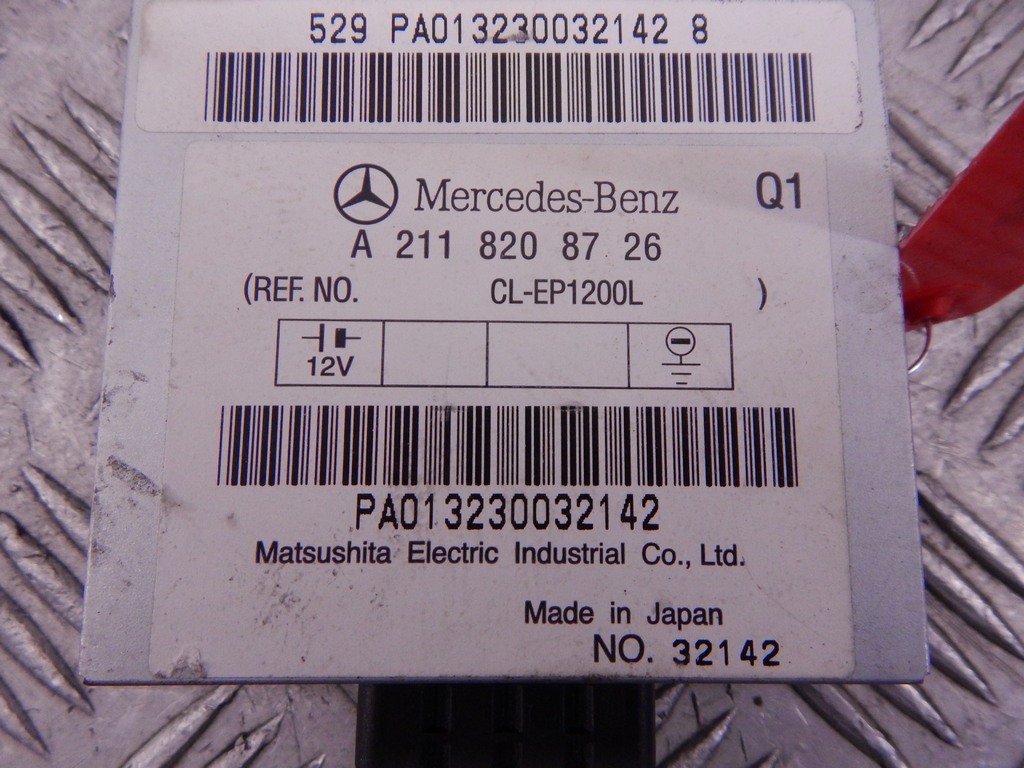 529 PA013230032142 8
Mercedes-Benz Q1
A 211 820 87 26
(REF. NO. CL-EP1200L )
12V
PA013230032142
Matsushita Electric Industrial Co., Ltd.
Made in Japan
NO. 32142